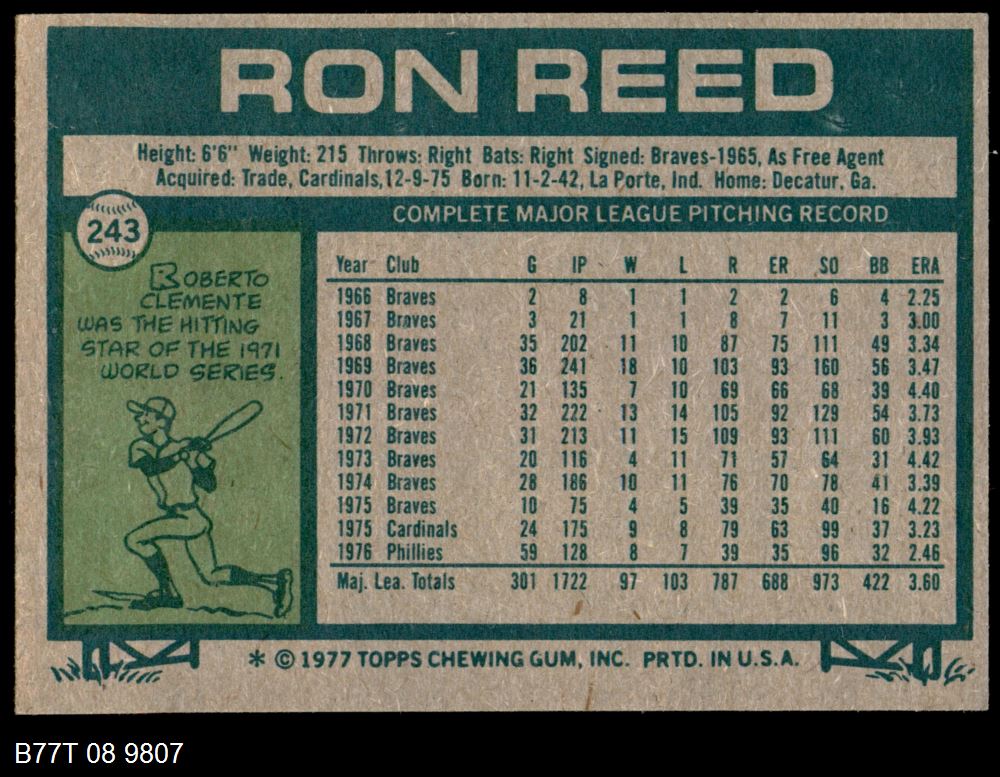 RON REED
Height: 6'6" Weight: 215 Throws: Right Bats: Right Signed: Braves-1965, As Free Agent
Acquired: Trade, Cardinals,12-9-75 Born: 11-2-42, La Porte, Ind. Home: Decatur, Ga.
243
ROBERTO
CLEMENTE
WAS THE HITTING
STAR OF THE 1971
WORLD SERIES.
COMPLETE MAJOR LEAGUE PITCHING RECORD
Year Club G IP W L R ER SO BB ERA
1966 Braves 2 8 1 1 2 2 6 4 2.25
1967 Braves 3 21 1 1 8 7 11 3 3.00
1968 Braves 35 202 11 10 87 75 111 49 3.34
1969 Braves 36 241 18 10 103 93 160 56 3.47
1970 Braves 21 135 7 10 69 66 68 39 4.40
1971 Braves 32 222 13 14 105 92 129 54 3.73
1972 Braves 31 213 11 15 109 93 111 60 3.93
1973 Braves 20 116 4 11 71 57 64 31 4.42
1974 Braves 28 186 10 11 76 70 78 41 3.39
1975 Braves 10 75 4 5 39 35 40 16 4.22
1975 Cardinals 24 175 9 8 79 63 99 37 3.23
1976 Phillies 59 128 8 7 39 35 96 32 2.46
Maj. Lea. Totals 301 1722 97 103 787 688 973 422 3.60
* © 1977 TOPPS CHEWING GUM, INC. PRTD. IN U.S.A.
B77T 08 9807